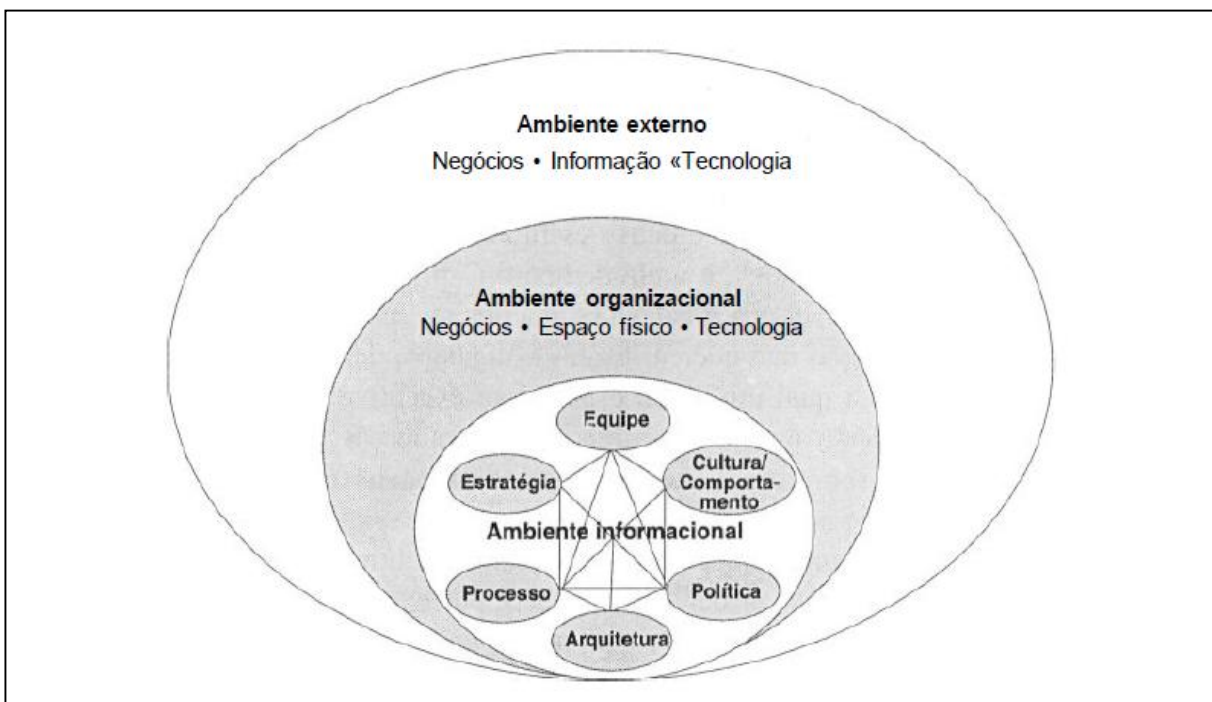 Ambiente externo
Negócios • Informação «Tecnologia
Ambiente organizacional
Negócios • Espaço físico • Tecnologia
Equipe
Estratégia
Cultura/
Comporta-
mento
Ambiente informacional
Processo
Política
Arquitetura